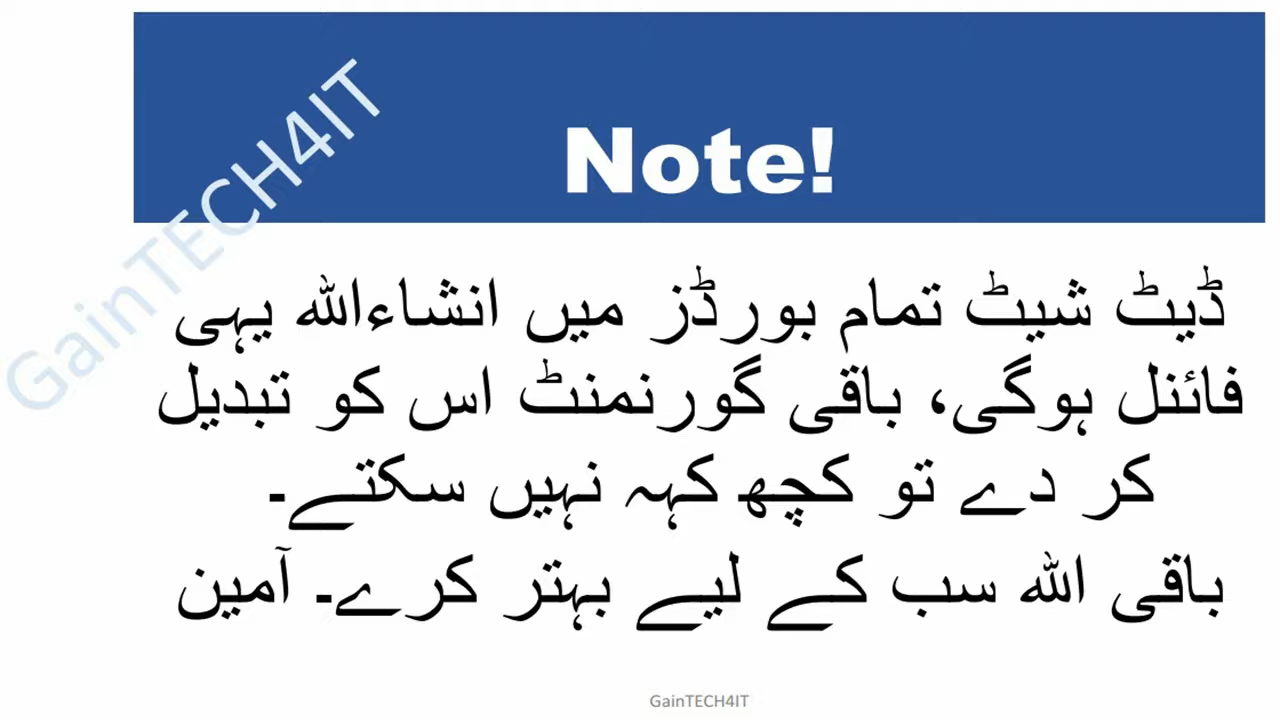 GainTECH4IT
Note!
ڈیٹ شیٹ تمام بورڈز میں انشاءاللہ یہی
فائنل ہوگی، باقی گورنمنٹ اس کو تبدیل
کر دے تو کچھ کہہ نہیں سکتے۔
باقی اللہ سب کے لیے بہتر کرے۔ آمین
GainTECH4IT